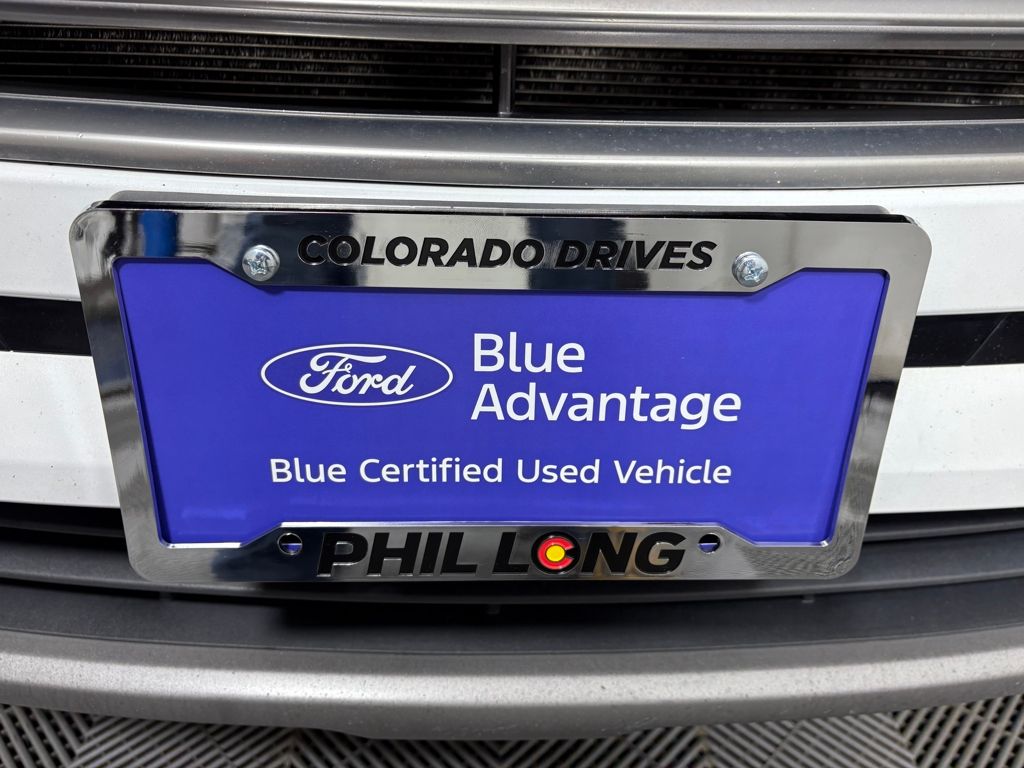 COLORADO DRIVES
Ford
Blue
Advantage
Blue Certified Used Vehicle
PHIL LONG